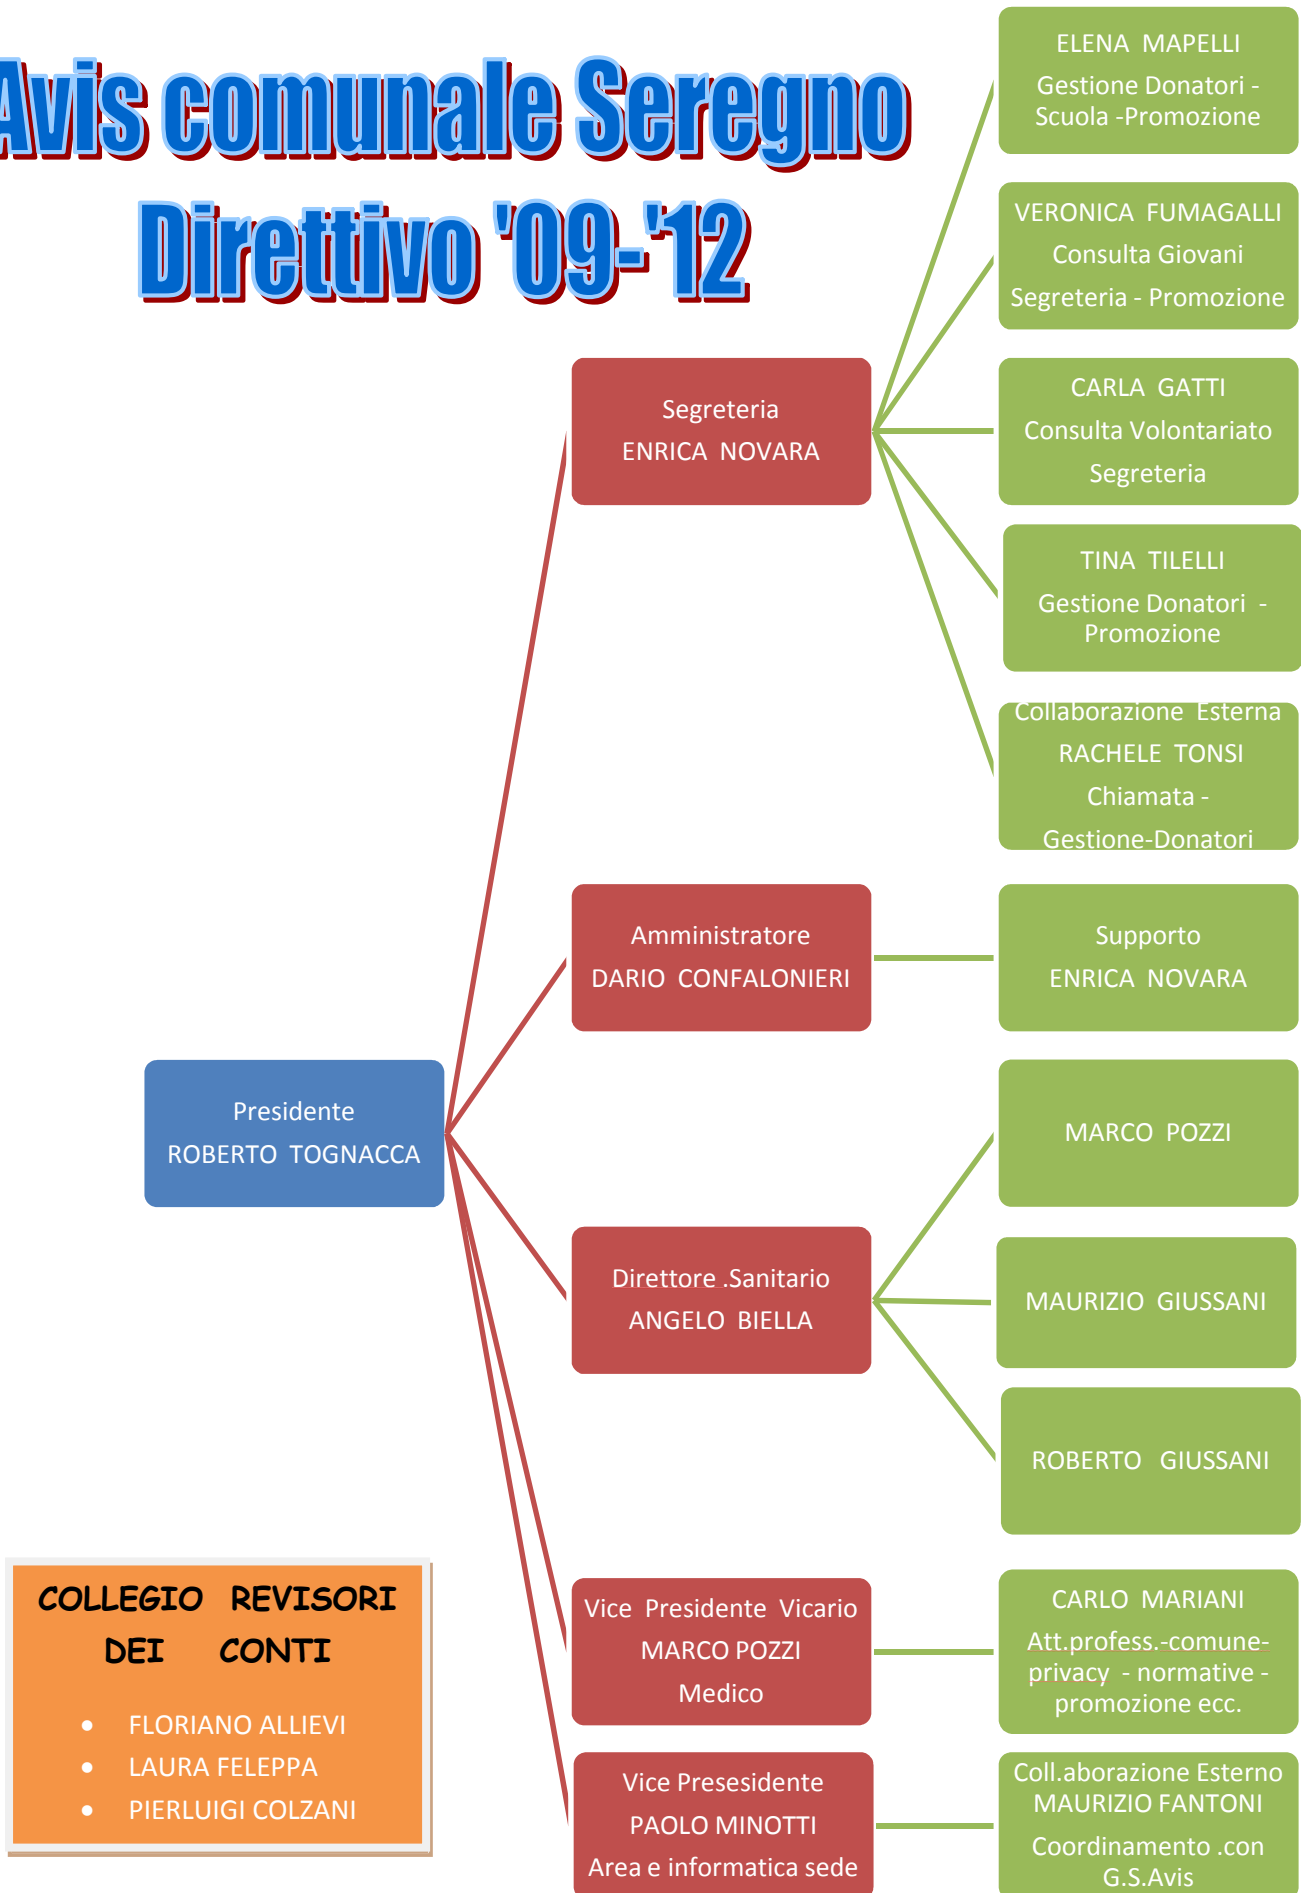 Avis comunale Seregno
Direttivo '09-'12
ELENA MAPELLI
Gestione Donatori -
Scuola -Promozione
VERONICA FUMAGALLI
Consulta Giovani
Segreteria - Promozione
Segreteria
ENRICA NOVARA
CARLA GATTI
Consulta Volontariato
Segreteria
TINA TILELLI
Gestione Donatori -
Promozione
Collaborazione Esterna
RACHELE TONSI
Chiamata -
Gestione-Donatori
Amministratore
DARIO CONFALONIERI
Supporto
ENRICA NOVARA
Presidente
ROBERTO TOGNACCA
MARCO POZZI
Direttore .Sanitario
ANGELO BIELLA
MAURIZIO GIUSSANI
ROBERTO GIUSSANI
COLLEGIO REVISORI
DEI CONTI
• FLORIANO ALLIEVI
• LAURA FELEPPA
• PIERLUIGI COLZANI
Vice Presidente Vicario
MARCO POZZI
Medico
CARLO MARIANI
Att.profess.-comune-
privacy - normative -
promozione ecc.
Vice Presesidente
PAOLO MINOTTI
Area e informatica sede
Coll.aborazione Esterno
MAURIZIO FANTONI
Coordinamento .con
G.S.Avis